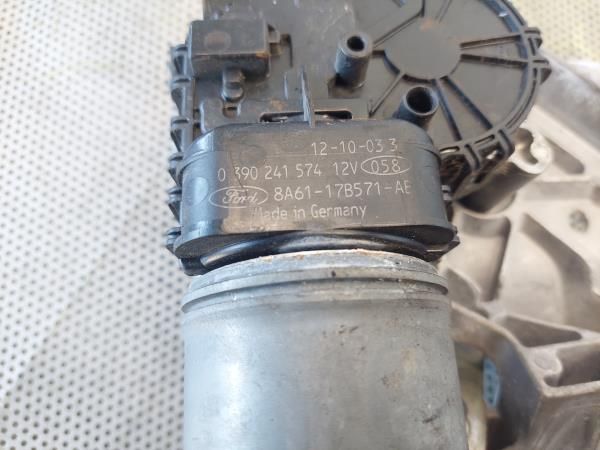 12-10-03 3
0 390 241 574 12V 058
Ford 8A61-17B571-AE
Made in Germany